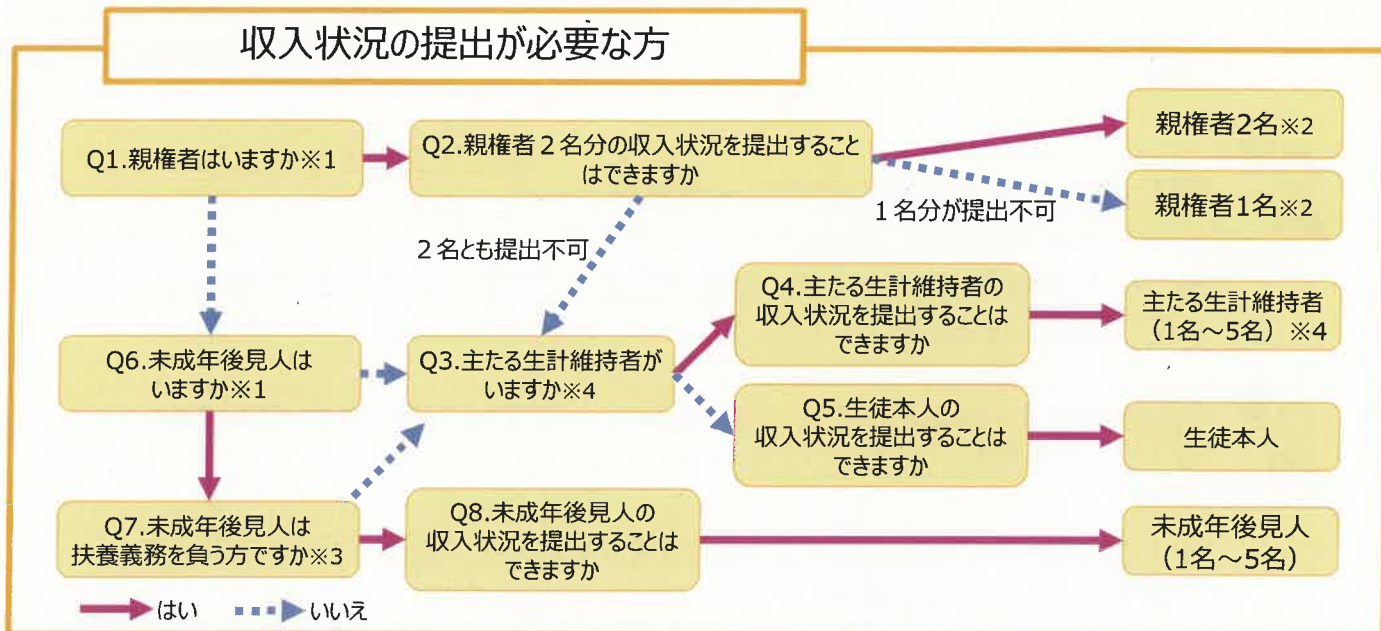 収入状況の提出が必要な方
Q1.親権者はいますか※1
Q2.親権者２名分の収入状況を提出すること
はできますか
親権者2名※2
１名分が提出不可
親権者1名※2
２名とも提出不可
Q6.未成年後見人は
いますか※1
Q3.主たる生計維持者が
いますか※4
Q4.主たる生計維持者の
収入状況を提出することは
できますか
主たる生計維持者
（1名～5名）※4
Q5.生徒本人の
収入状況を提出することは
できますか
生徒本人
Q7.未成年後見人は
扶養義務を負う方ですか※3
Q8.未成年後見人の
収入状況を提出することは
できますか
未成年後見人
（1名～5名）
はい
いいえ